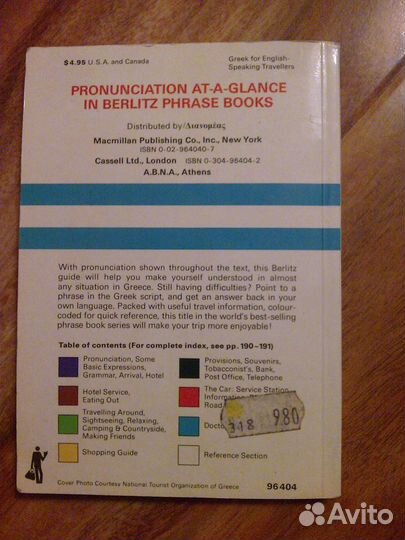 $4.95 U.S.A. and Canada
Greek for English-
Speaking Travellers
PRONUNCIATION AT-A-GLANCE
IN BERLITZ PHRASE BOOKS
Distributed by/Διανομέας
Macmillan Publishing Co., Inc., New York
ISBN 0-02-964040-7
Cassell Ltd., London ISBN 0-304-96404-2
A.B.N.A., Athens
With pronunciation shown throughout the text, this Berlitz
guide will help you make yourself understood in almost
any situation in Greece. Still having difficulties? Point to a
phrase in the Greek script, and get an answer back in your
own language. Packed with useful travel information, colour-
coded for quick reference, this title in the world's best-selling
phrase book series will make your trip more enjoyable!
Table of contents (For complete index, see pp. 190–191)
Pronunciation, Some
Basic Expressions,
Grammar, Arrival, Hotel
Hotel Service,
Eating Out
Travelling Around,
Sightseeing, Relaxing,
Camping & Countryside,
Making Friends
Shopping Guide
Provisions, Souvenirs,
Tobacconist's, Bank,
Post Office, Telephone
The Car: Service Station
Information,
Road
318 980
Reference Section
Cover Photo Courtesy National Tourist Organization of Greece
96404
Avito